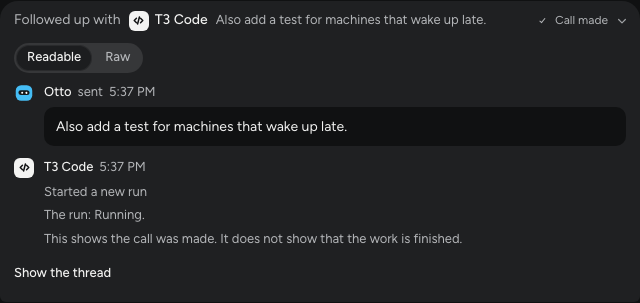 Followed up with T3 Code Also add a test for machines that wake up late. Call made
Readable Raw
Otto sent 5:37 PM
Also add a test for machines that wake up late.
T3 Code 5:37 PM
Started a new run
The run: Running.
This shows the call was made. It does not show that the work is finished.
Show the thread